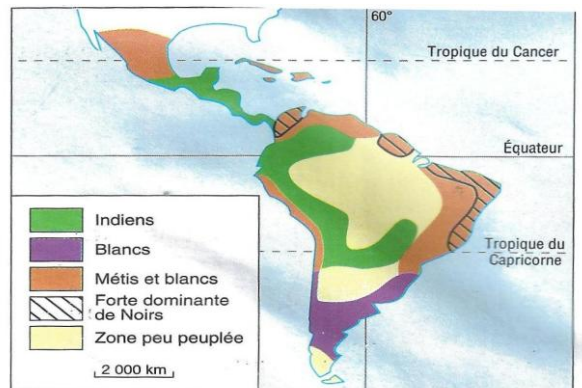 60°
Tropique du Cancer
Équateur
Tropique du
Capricorne
Indiens
Blancs
Métis et blancs
Forte dominante
de Noirs
Zone peu peuplée
2 000 km